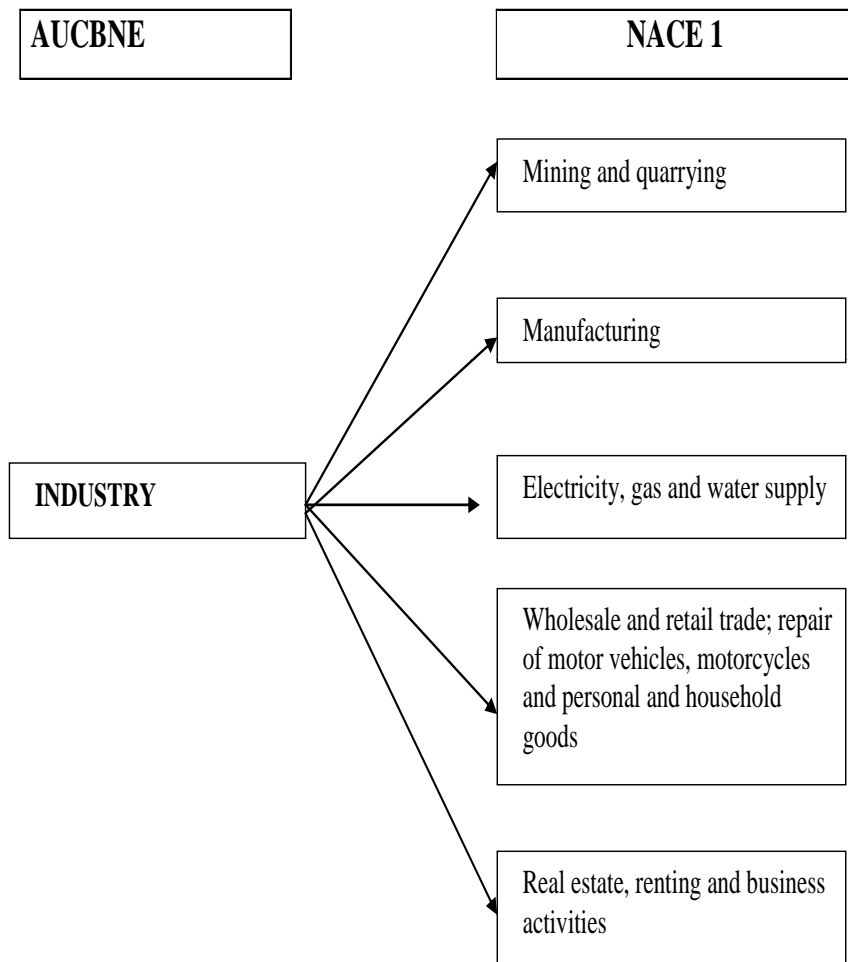 AUCBNE
NACE 1
Mining and quarrying
Manufacturing
INDUSTRY
Electricity, gas and water supply
Wholesale and retail trade; repair
of motor vehicles, motorcycles
and personal and household
goods
Real estate, renting and business
activities